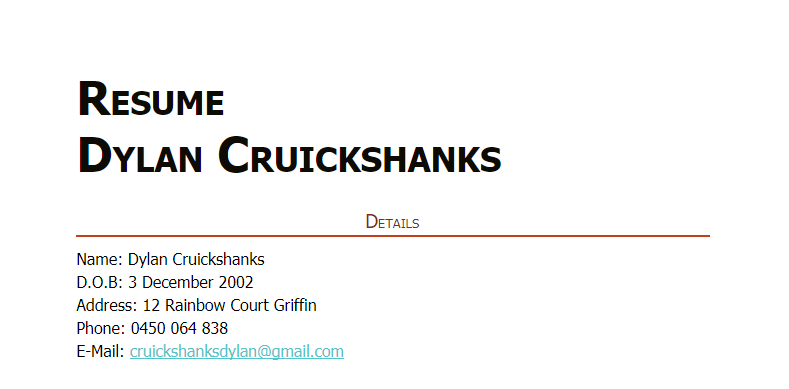 Resume
Dylan Cruickshanks
Details
Name: Dylan Cruickshanks
D.O.B: 3 December 2002
Address: 12 Rainbow Court Griffin
Phone: 0450 064 838
E-Mail: cruickshanksdylan@gmail.com